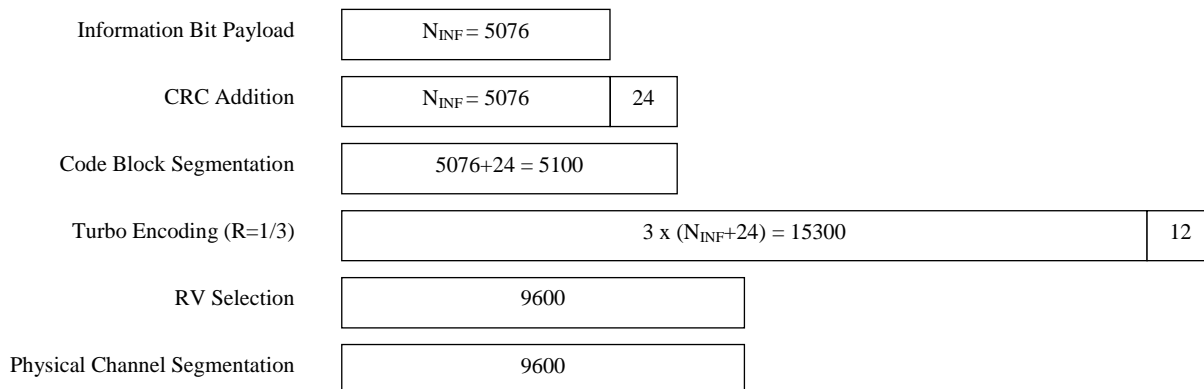 Information Bit Payload N_INF = 5076
CRC Addition N_INF = 5076 24
Code Block Segmentation 5076+24 = 5100
Turbo Encoding (R=1/3) 3 x (N_INF+24) = 15300 12
RV Selection 9600
Physical Channel Segmentation 9600